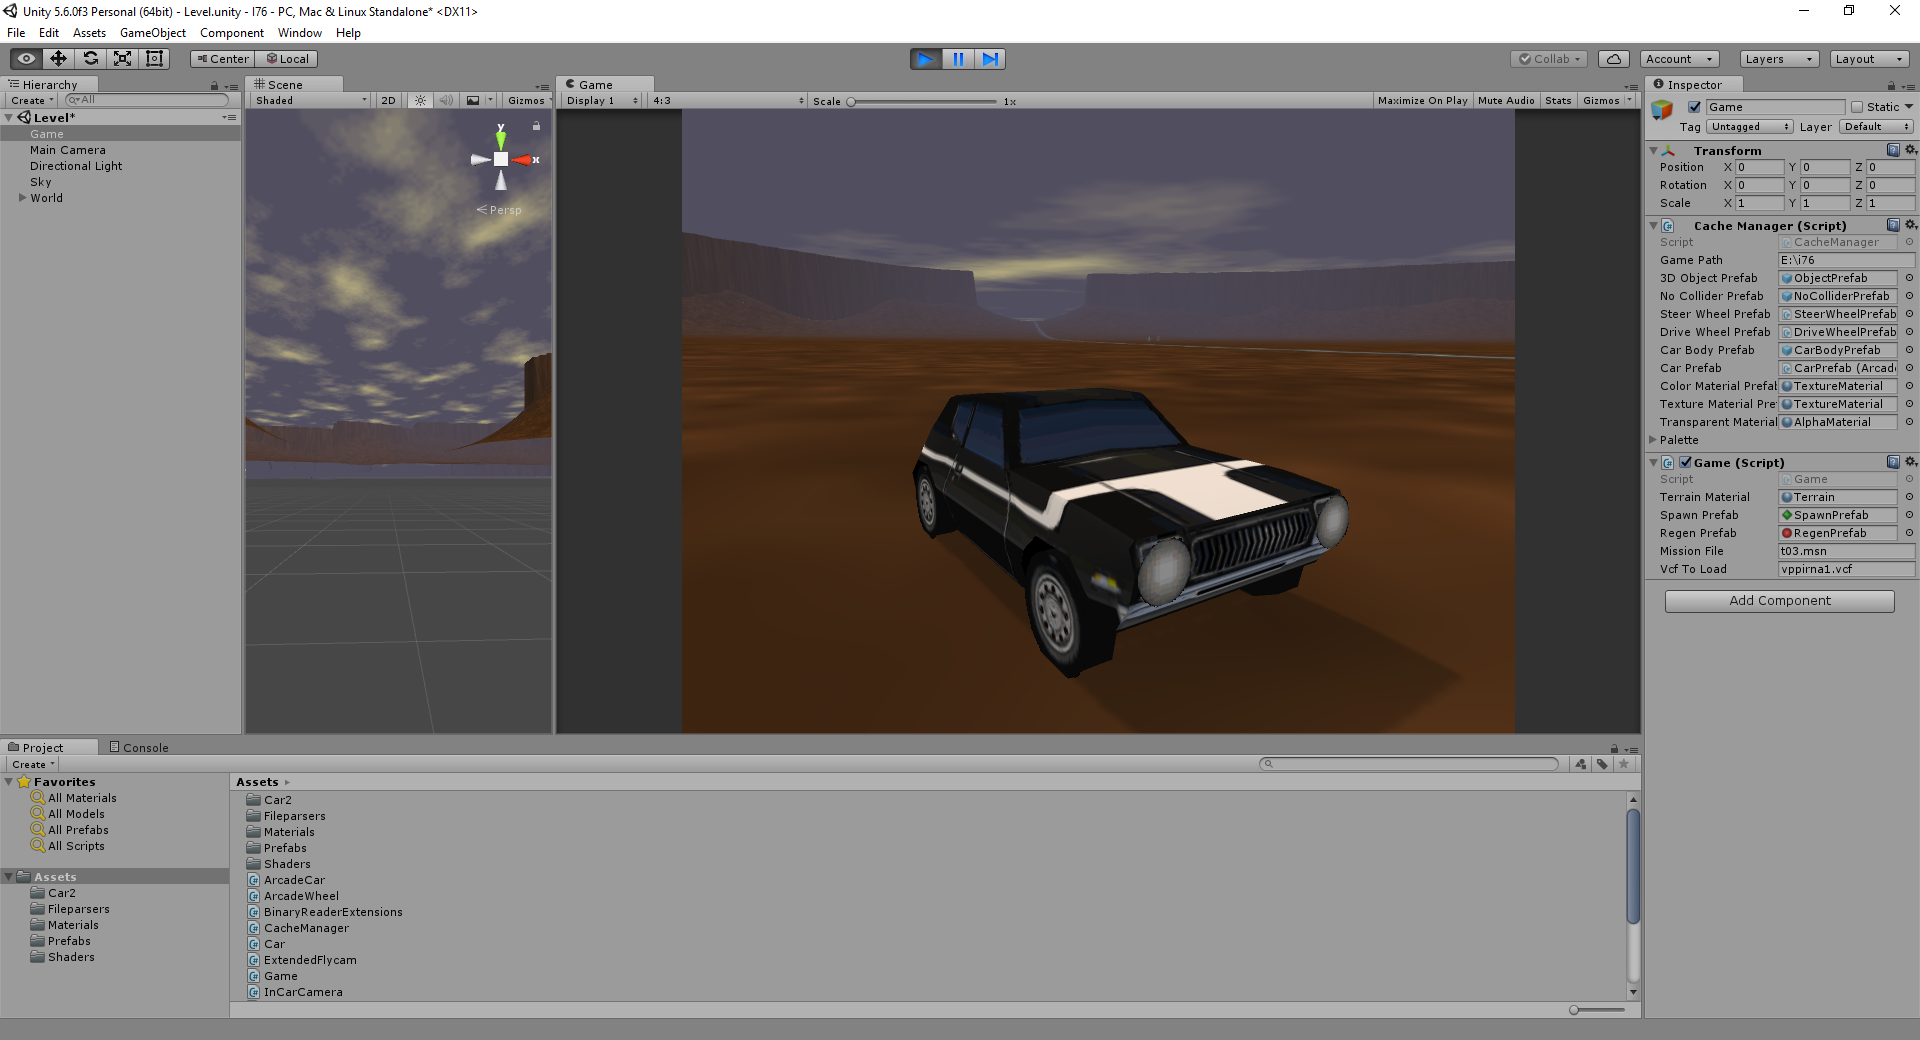 Unity 5.6.0f3 Personal (64bit) - Level.unity - I76 - PC, Mac & Linux Standalone* <DX11>
File Edit Assets GameObject Component Window Help
Center Local Collab Account Layers Layout
Hierarchy
Create All
Level*
Game
Main Camera
Directional Light
Sky
World
Scene
Shaded 2D Gizmos
y
x
Persp
Game
Display 1 4:3 Scale 1x Maximize On Play Mute Audio Stats Gizmos
Inspector
Game Static
Tag Untagged Layer Default
Transform
Position X 0 Y 0 Z 0
Rotation X 0 Y 0 Z 0
Scale X 1 Y 1 Z 1
Cache Manager (Script)
Script CacheManager
Game Path E:\i76
3D Object Prefab ObjectPrefab
No Collider Prefab NoColliderPrefab
Steer Wheel Prefab SteerWheelPrefab
Drive Wheel Prefab DriveWheelPrefab
Car Body Prefab CarBodyPrefab
Car Prefab CarPrefab (Arcad
Color Material Prefab TextureMaterial
Texture Material Pref TextureMaterial
Transparent Material AlphaMaterial
Palette
Game (Script)
Script Game
Terrain Material Terrain
Spawn Prefab SpawnPrefab
Regen Prefab RegenPrefab
Mission File t03.msn
Vcf To Load vppirna1.vcf
Add Component
Project Console
Create
Favorites
All Materials
All Models
All Prefabs
All Scripts
Assets
Car2
Fileparsers
Materials
Prefabs
Shaders
Assets
Car2
Fileparsers
Materials
Prefabs
Shaders
ArcadeCar
ArcadeWheel
BinaryReaderExtensions
CacheManager
Car
ExtendedFlycam
Game
InCarCamera